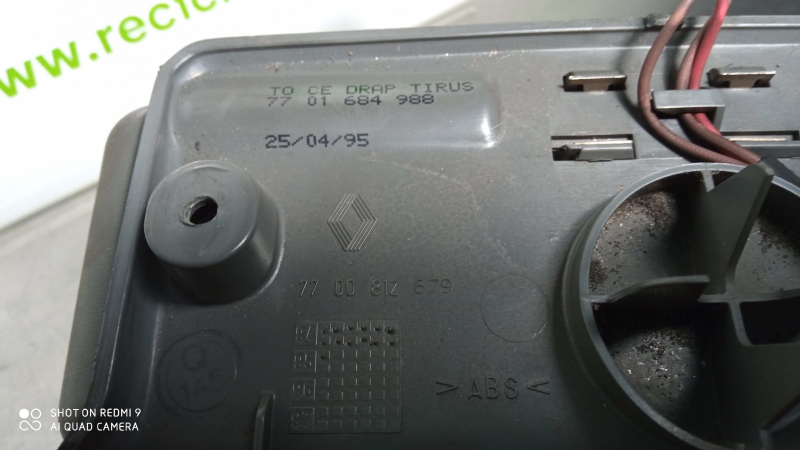 www.recicl
TO CE DRAP TIRUS
77 01 684 988
25/04/95
77 00 812 679
>ABS<
SHOT ON REDMI 9
AI QUAD CAMERA